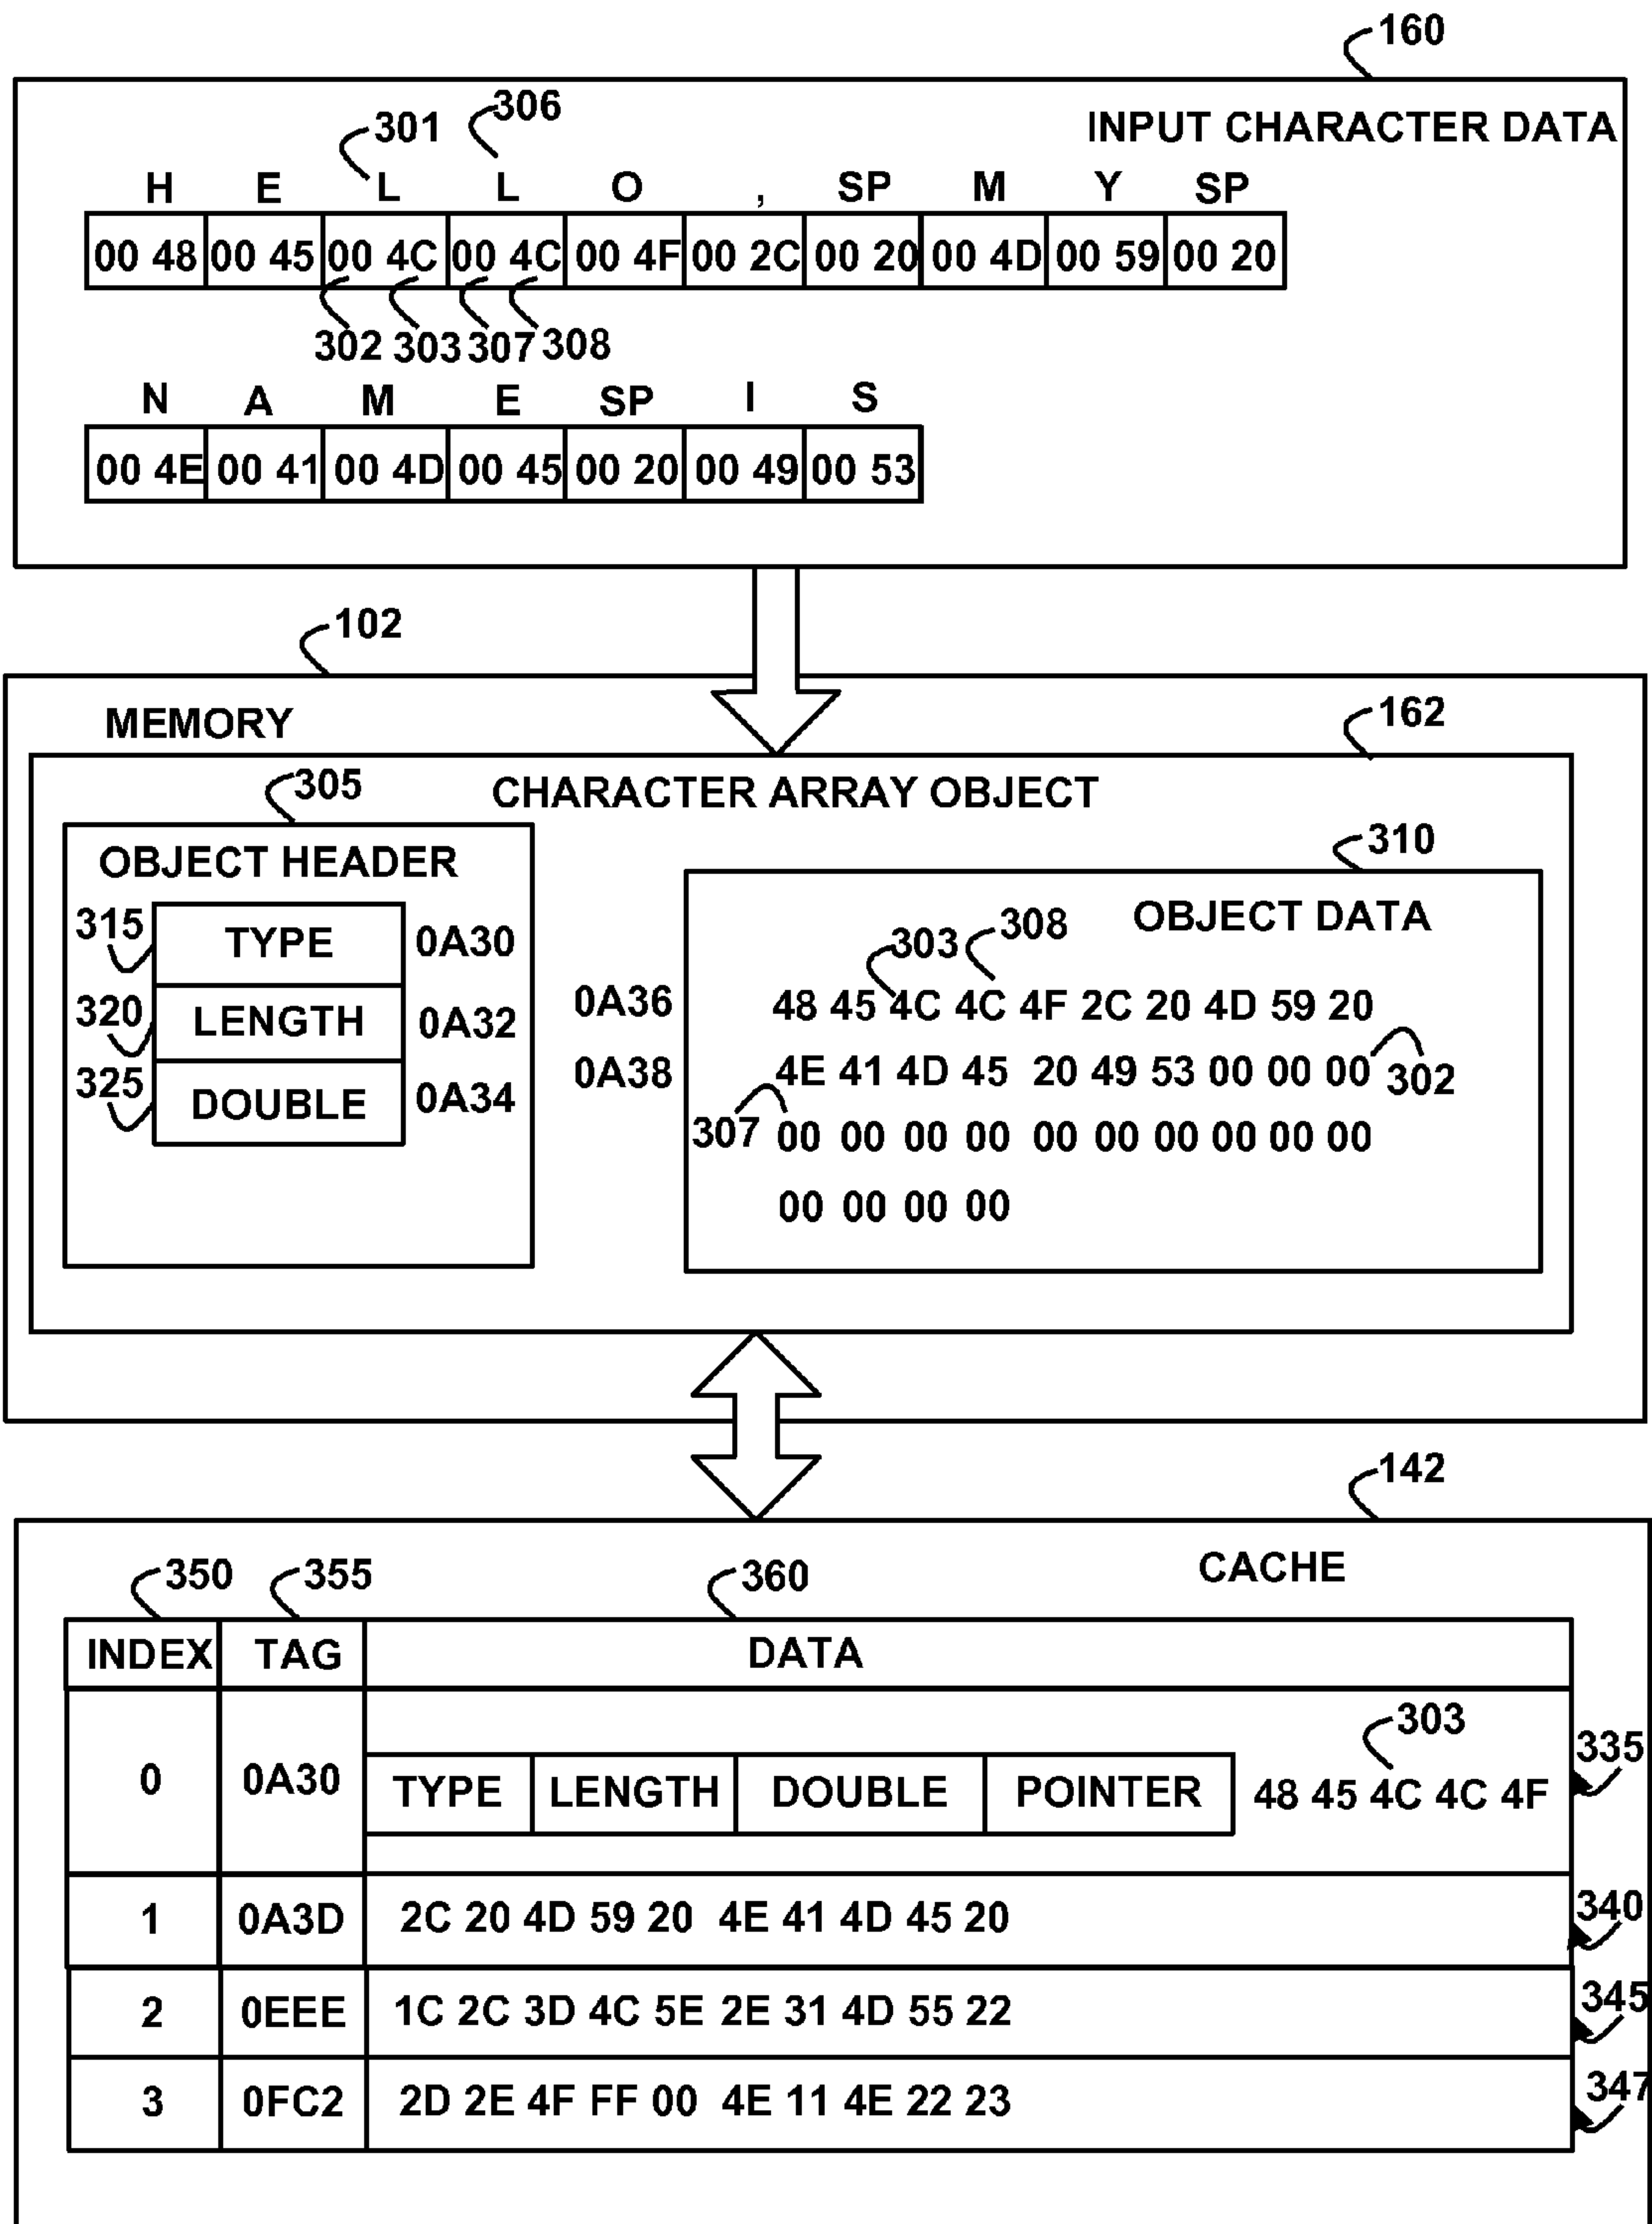 160
INPUT CHARACTER DATA
301 306
H E L L O , SP M Y SP
00 48 00 45 00 4C 00 4C 00 4F 00 2C 00 20 00 4D 00 59 00 20
302 303 307 308
N A M E SP I S
00 4E 00 41 00 4D 00 45 00 20 00 49 00 53
102
MEMORY
162
CHARACTER ARRAY OBJECT
305
OBJECT HEADER
315 TYPE 0A30
320 LENGTH 0A32
325 DOUBLE 0A34
310
OBJECT DATA
303 308
0A36 48 45 4C 4C 4F 2C 20 4D 59 20
0A38 4E 41 4D 45 20 49 53 00 00 00 302
307 00 00 00 00 00 00 00 00 00 00
00 00 00 00
142
CACHE
350 355 360
INDEX TAG DATA
303
0 0A30 TYPE LENGTH DOUBLE POINTER 48 45 4C 4C 4F 335
1 0A3D 2C 20 4D 59 20 4E 41 4D 45 20 340
2 0EEE 1C 2C 3D 4C 5E 2E 31 4D 55 22 345
3 0FC2 2D 2E 4F FF 00 4E 11 4E 22 23 347